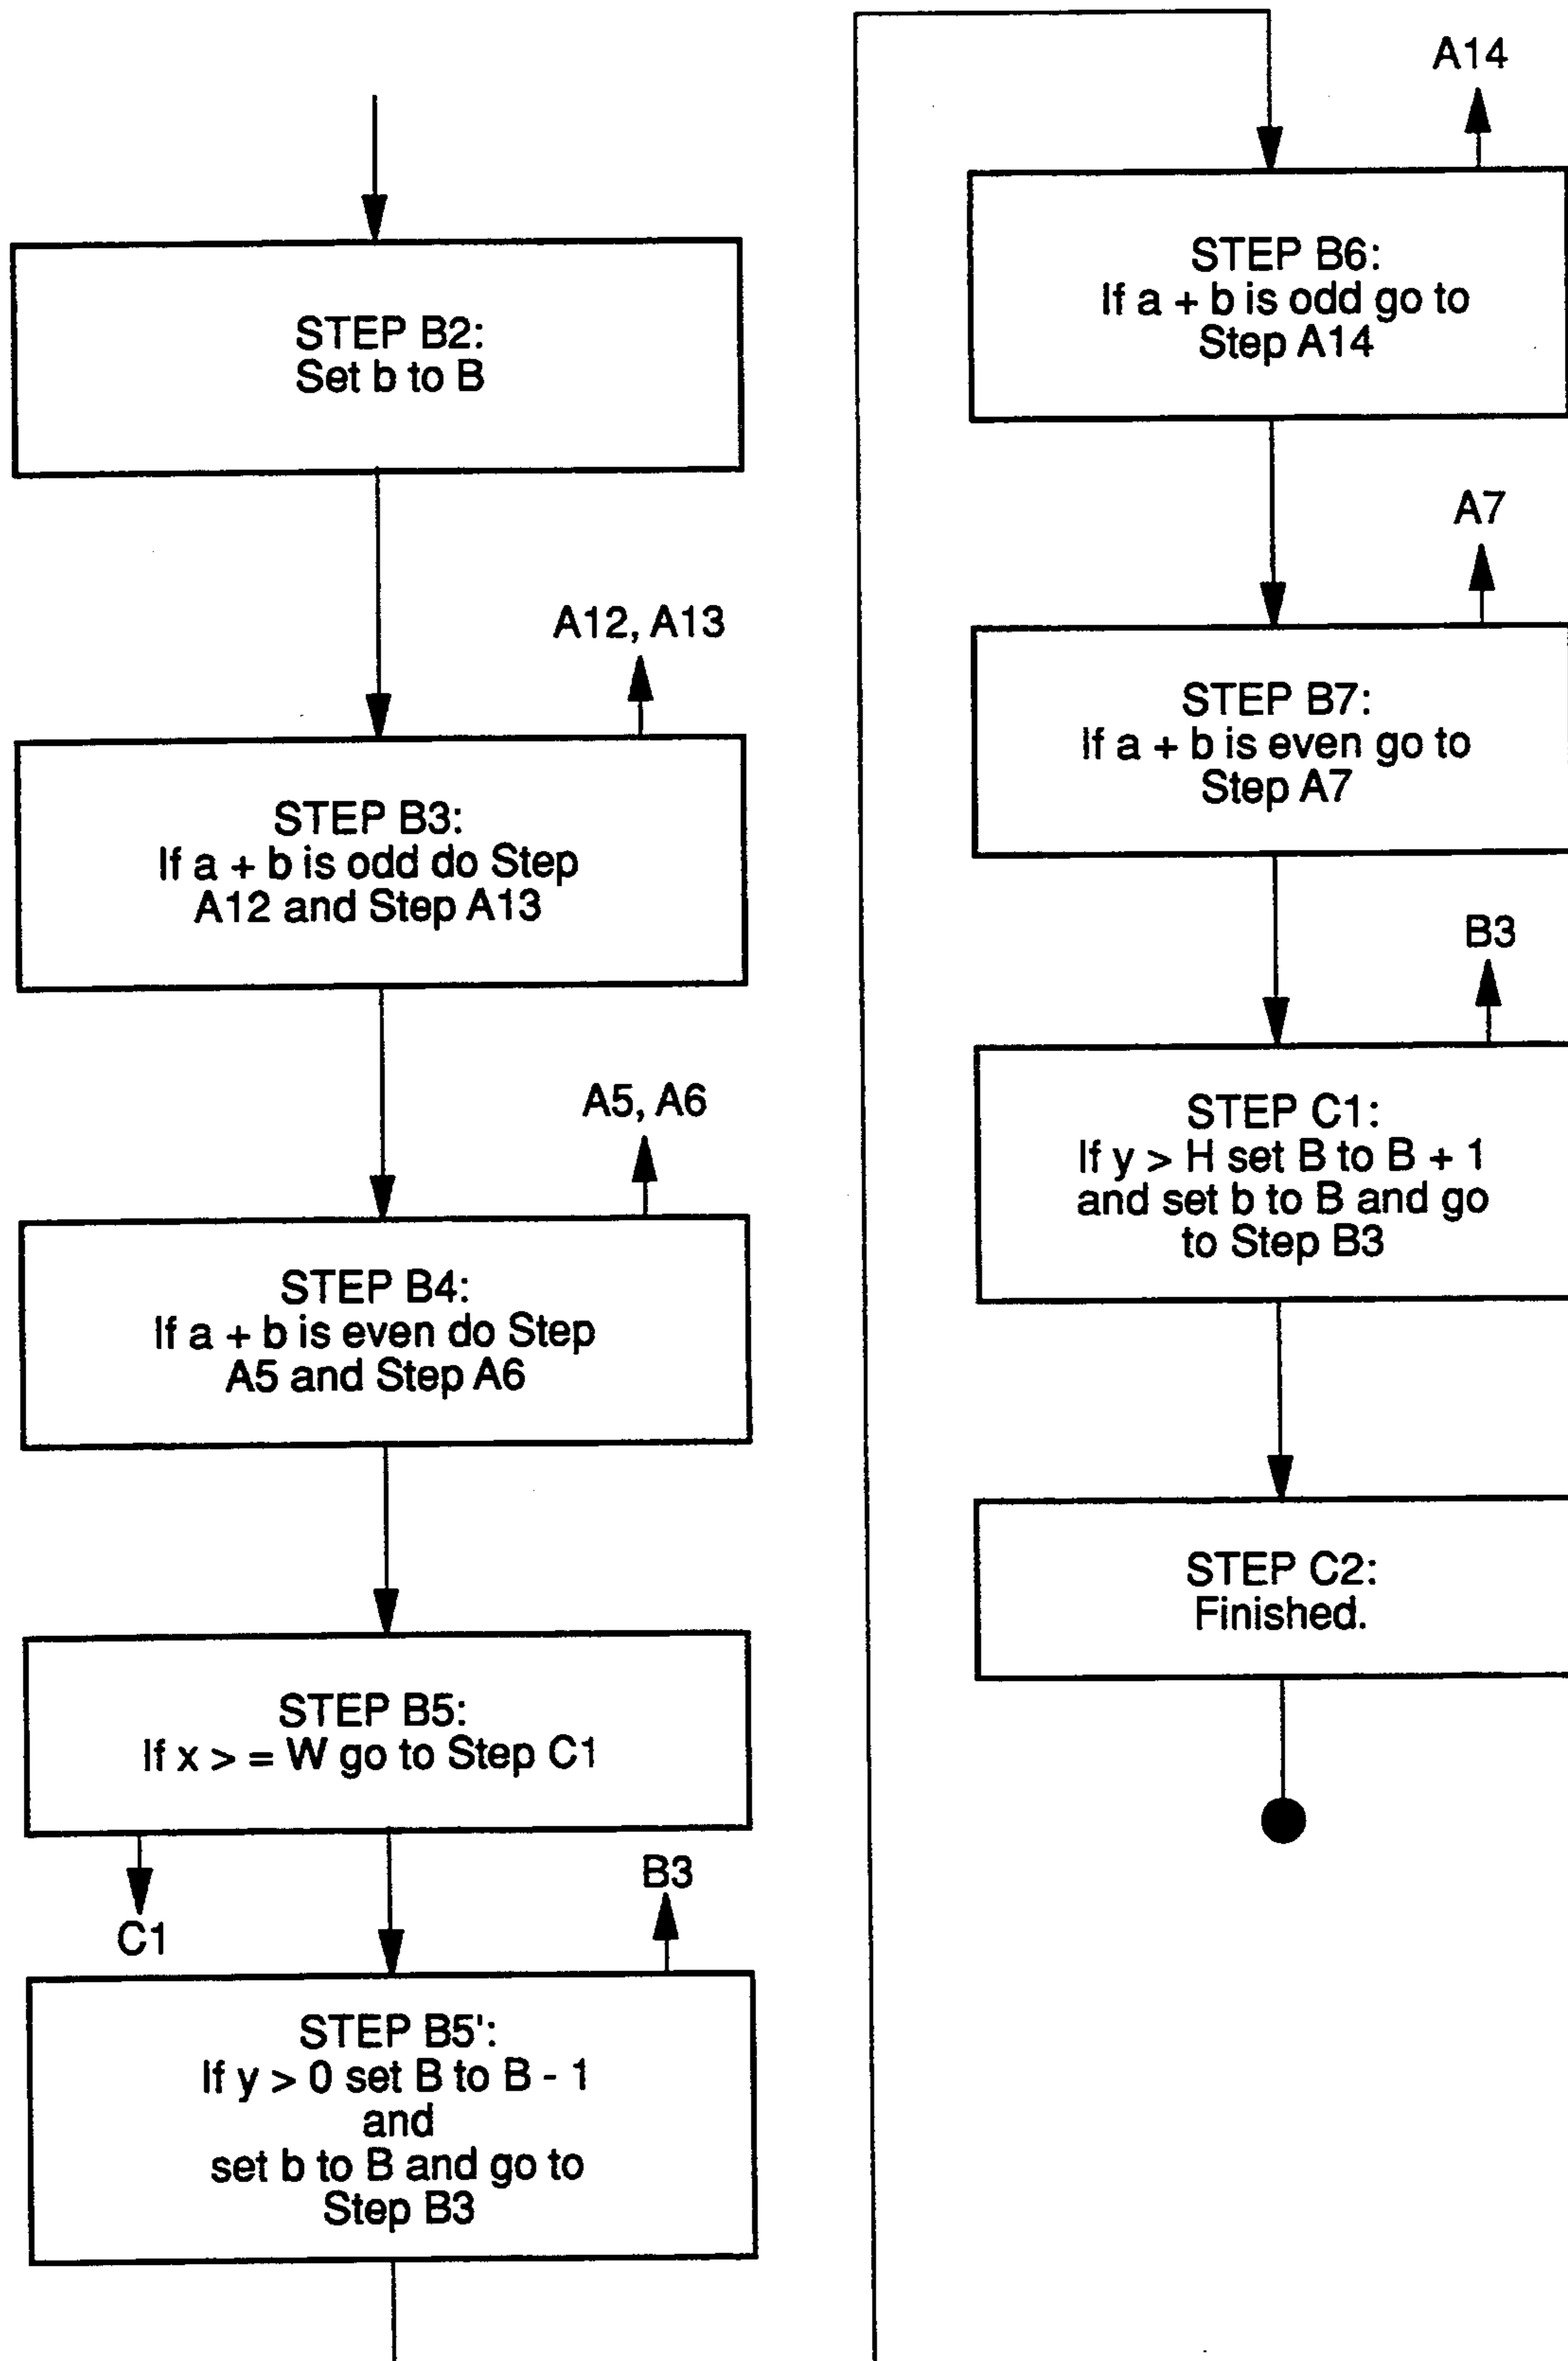 STEP B2:
Set b to B
A12, A13
STEP B3:
If a + b is odd do Step
A12 and Step A13
A5, A6
STEP B4:
If a + b is even do Step
A5 and Step A6
STEP B5:
If x > = W go to Step C1
C1
B3
STEP B5':
If y > 0 set B to B - 1
and
set b to B and go to
Step B3
A14
STEP B6:
If a + b is odd go to
Step A14
A7
STEP B7:
If a + b is even go to
Step A7
B3
STEP C1:
If y > H set B to B + 1
and set b to B and go
to Step B3
STEP C2:
Finished.